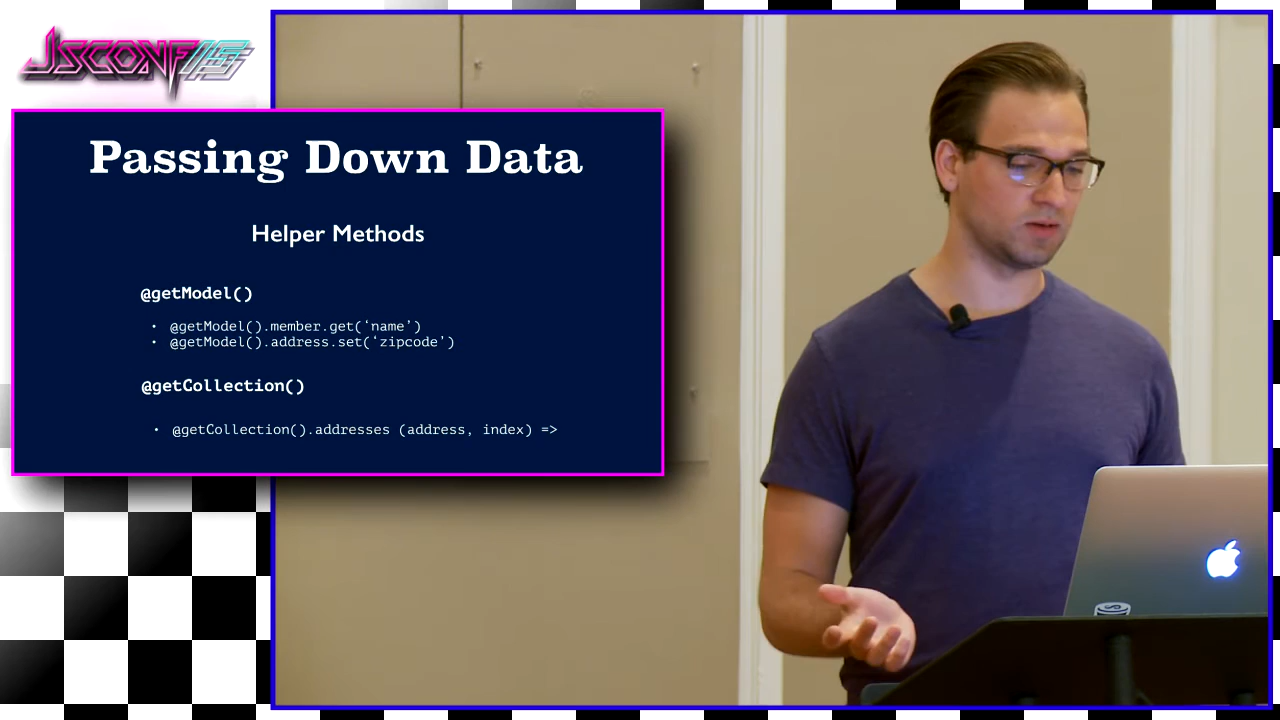 JSCONF15
Passing Down Data
Helper Methods
@getModel()
• @getModel().member.get(‘name’)
• @getModel().address.set(‘zipcode’)
@getCollection()
• @getCollection().addresses (address, index) =>